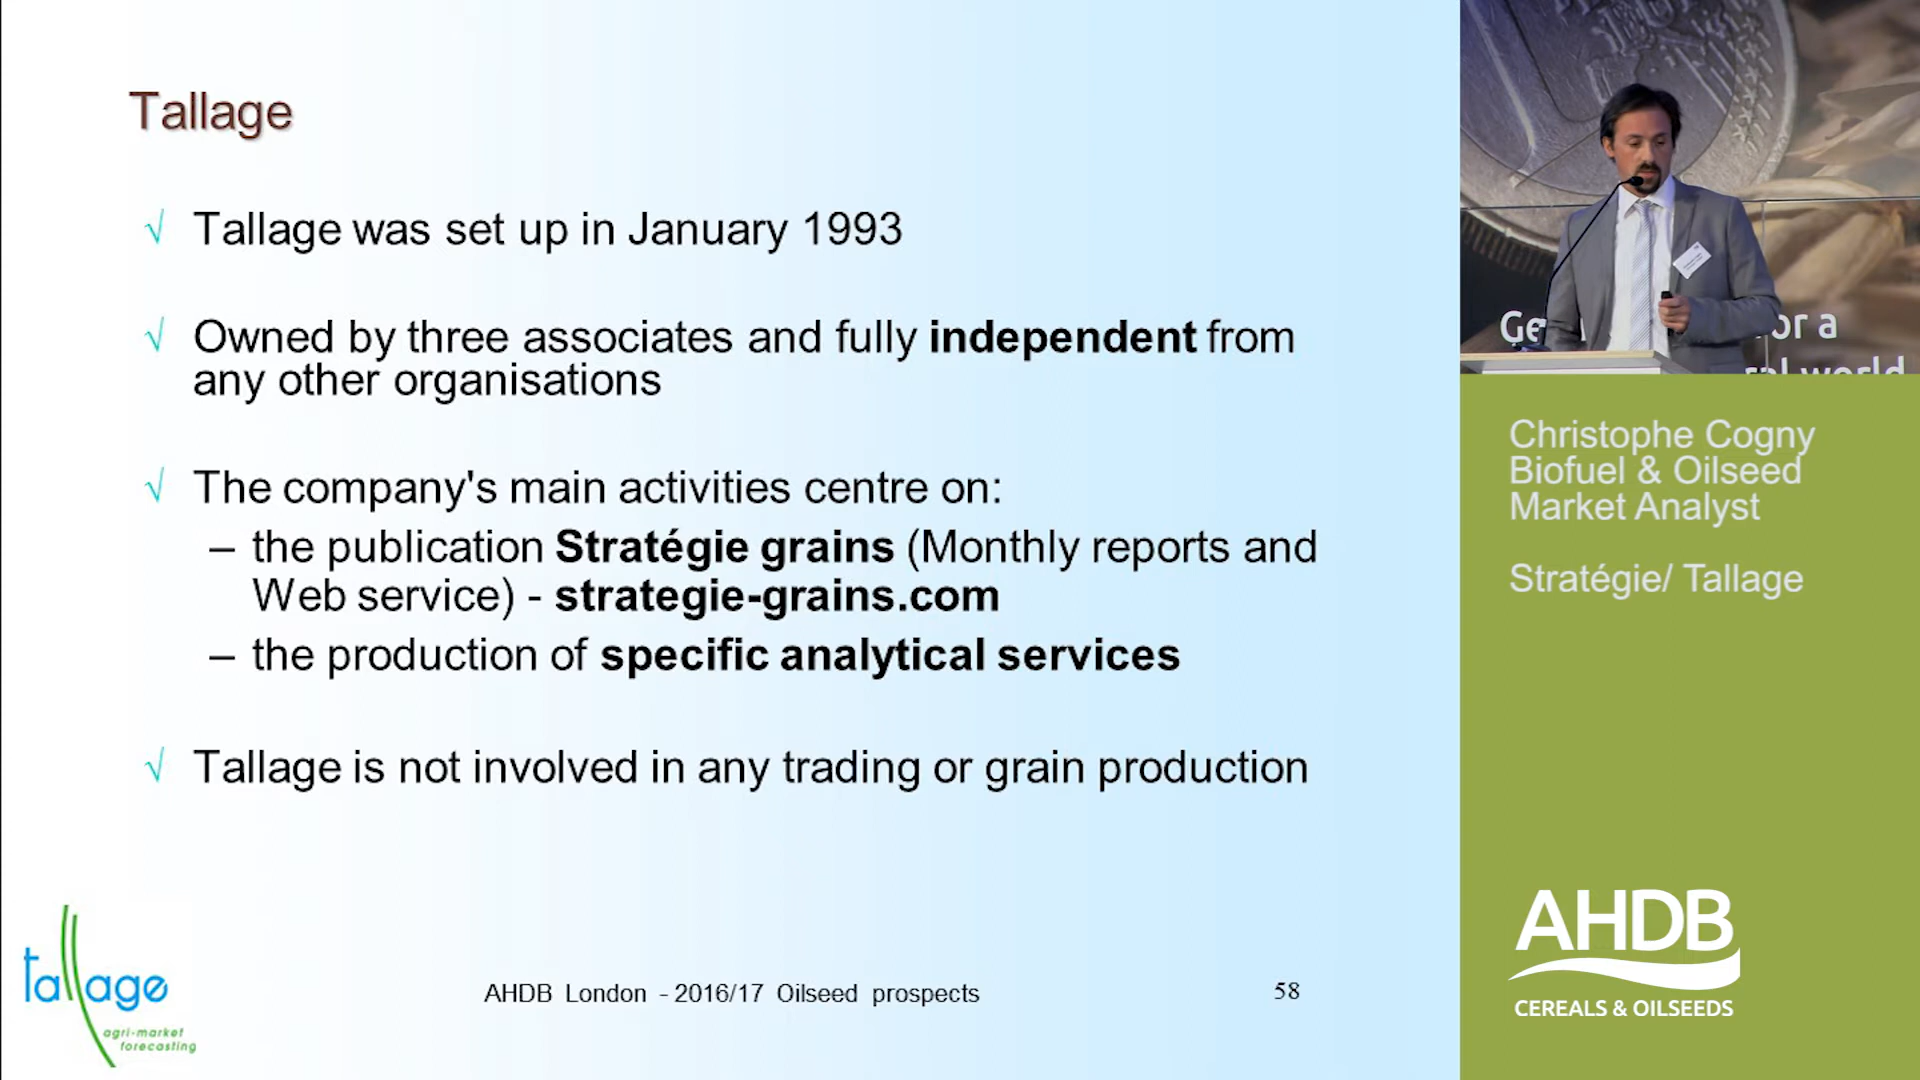 Tallage
√ Tallage was set up in January 1993
√ Owned by three associates and fully independent from
any other organisations
√ The company's main activities centre on:
– the publication Stratégie grains (Monthly reports and
Web service) - strategie-grains.com
– the production of specific analytical services
√ Tallage is not involved in any trading or grain production
tallage
agri-market
forecasting
AHDB London - 2016/17 Oilseed prospects
58
or a
Christophe Cogny
Biofuel & Oilseed
Market Analyst
Stratégie/ Tallage
AHDB
CEREALS & OILSEEDS